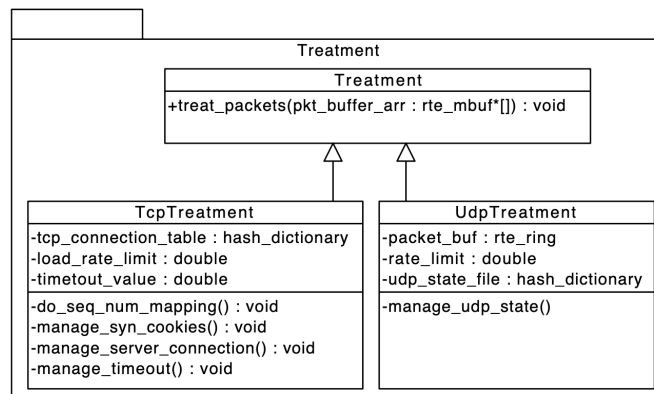 Treatment
Treatment
+treat_packets(pkt_buffer_arr : rte_mbuf*[]) : void
TcpTreatment
-tcp_connection_table : hash_dictionary
-load_rate_limit : double
-timetout_value : double
-do_seq_num_mapping() : void
-manage_syn_cookies() : void
-manage_server_connection() : void
-manage_timeout() : void
UdpTreatment
-packet_buf : rte_ring
-rate_limit : double
-udp_state_file : hash_dictionary
-manage_udp_state()